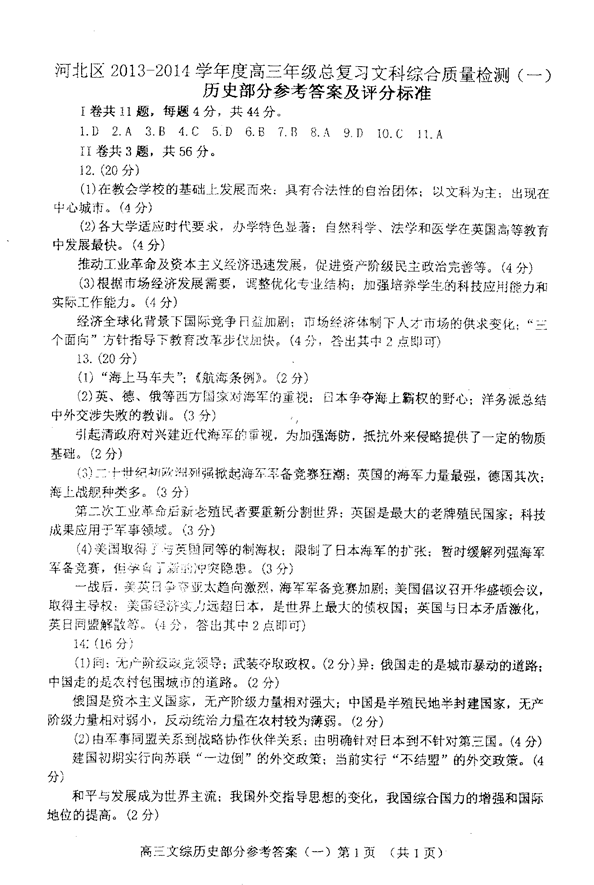 河北区2013-2014学年度高三年级总复习文科综合质量检测(一)
历史部分参考答案及评分标准
I卷共11题，每题4分，共44分。
1.D 2.A 3.B 4.C 5.D 6.B 7.B 8.A 9.D 10.C 11.A
II卷共3题，共56分。
12.(20分)
(1)在教会学校的基础上发展而来；具有合法性的自治团体；以文科为主；出现在
中心城市。(4分)
(2)各大学适应时代要求，办学特色显著；自然科学、法学和医学在英国高等教育
中发展最快。(4分)
推动工业革命及资本主义经济迅速发展，促进资产阶级民主政治完善等。(4分)
(3)根据市场经济发展需要，调整优化专业结构；加强培养学生的科技应用能力和
实际工作能力。(4分)
经济全球化背景下国际竞争日益加剧；市场经济体制下人才市场的供求变化；“三
个面向”方针指导下教育改革步伐加快。(4分，答出其中2点即可)
13.(20分)
(1)“海上马车夫”；《航海条例》。(2分)
(2)英、德、俄等西方国家对海军的重视；日本争夺海上霸权的野心；洋务派总结
中外交涉失败的教训。(3分)
引起清政府对兴建近代海军的重视，为加强海防，抵抗外来侵略提供了一定的物质
基础。(2分)
(3)二十世纪初欧洲列强掀起海军军备竞赛狂潮；英国的海军力量最强，德国其次；
海上战舰种类多。(3分)
第二次工业革命后新老殖民者要重新分割世界；英国是最大的老牌殖民国家；科技
成果应用于军事领域。(3分)
(4)美国取得了与英国同等的制海权；限制了日本海军的扩张；暂时缓解列强海军
军备竞赛，但孕育了新的冲突隐患。(3分)
一战后，美英日争夺亚太趋向激烈，海军军备竞赛加剧；美国倡议召开华盛顿会议，
取得主导权；美国经济实力远超日本，是世界上最大的债权国；英国与日本矛盾激化，
英日同盟解散等。(4分，答出其中2点即可)
14.(16分)
(1)同：无产阶级政党领导；武装夺取政权。(2分)异：俄国走的是城市暴动的道路；
中国走的是农村包围城市的道路。(2分)
俄国是资本主义国家，无产阶级力量相对强大；中国是半殖民地半封建国家，无产
阶级力量相对弱小，反动统治力量在农村较为薄弱。(2分)
(2)由军事同盟关系到战略协作伙伴关系；由明确针对日本到不针对第三国。(4分)
建国初期实行向苏联“一边倒”的外交政策；当前实行“不结盟”的外交政策。(4
分)
和平与发展成为世界主流；我国外交指导思想的变化，我国综合国力的增强和国际
地位的提高。(2分)
高三文综历史部分参考答案(一)第1页 (共1页)